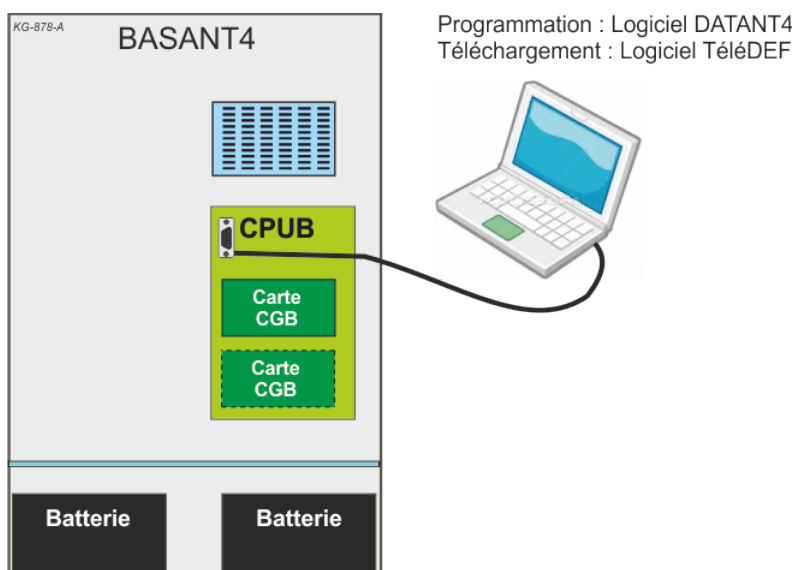 KG-878-A
BASANT4
Programmation : Logiciel DATANT4
Téléchargement : Logiciel TéléDEF
CPUB
Carte
CGB
Carte
CGB
Batterie
Batterie